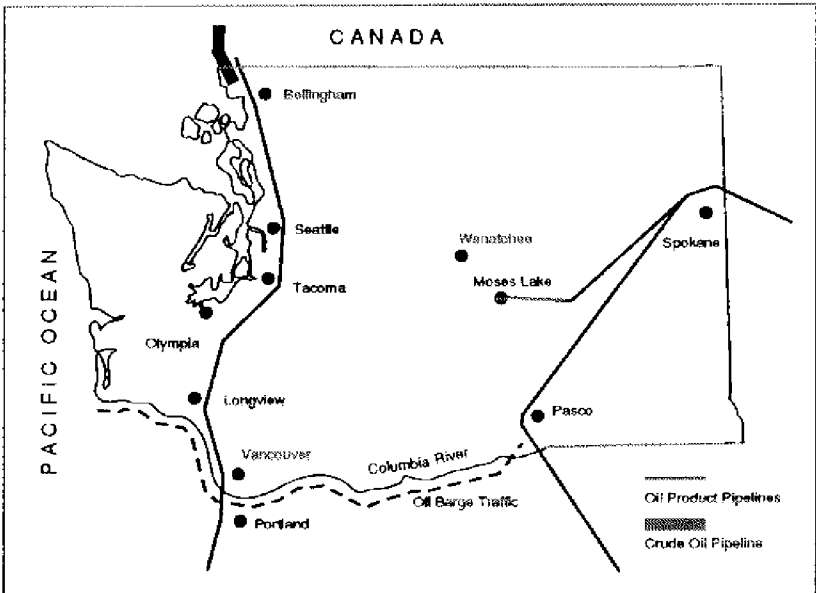 CANADA
Bellingham
Seattle
Wanatchee
Spokane
Tacoma
Moses Lake
PACIFIC OCEAN
Olympia
Longview
Pasco
Vancouver
Columbia River
Oil Barge Traffic
Oil Product Pipelines
Portland
Crude Oil Pipeline